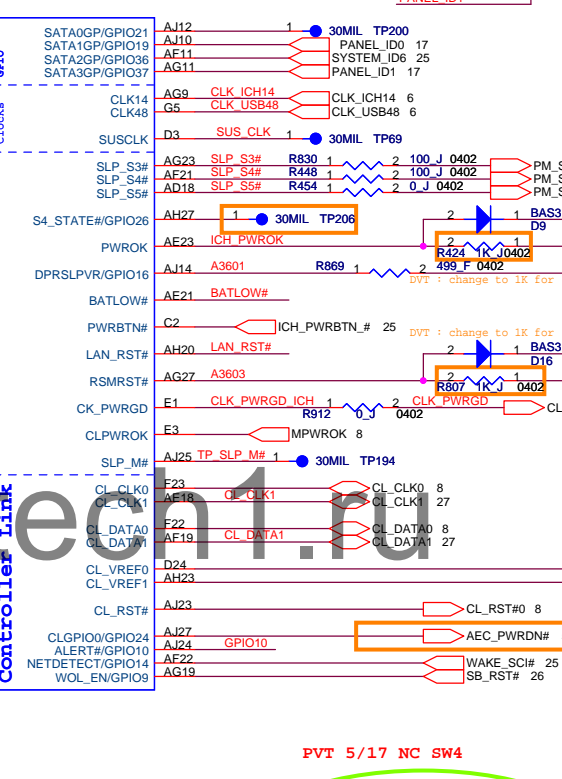 PANEL_ID1
GPIO
SATA0GP/GPIO21 AJ12 1 30MIL TP200
SATA1GP/GPIO19 AJ10 PANEL_ID0 17
SATA2GP/GPIO36 AF11 SYSTEM_ID6 25
SATA3GP/GPIO37 AG11 PANEL_ID1 17
CLK14 AG9 CLK_ICH14 CLK_ICH14 6
CLK48 G5 CLK_USB48 CLK_USB48 6
SUSCLK D3 SUS_CLK 1 30MIL TP69
SLP_S3# AG23 SLP_S3# R830 1 2 100_J 0402 PM_S
SLP_S4# AF21 SLP_S4# R448 1 2 100_J 0402 PM_S
SLP_S5# AD18 SLP_S5# R454 1 2 0_J 0402 PM_S
S4_STATE#/GPIO26 AH27 1 30MIL TP206 2 1 BAS3
D9
PWROK AE23 ICH_PWROK 2 1
R424 1K_J 0402
DPRSLPVR/GPIO16 AJ14 A3601 R869 1 2 499_F 0402
DVT : change to 1K for
BATLOW# AE21 BATLOW#
PWRBTN# C2 ICH_PWRBTN_# 25
DVT : change to 1K for
LAN_RST# AH20 LAN_RST# 2 1 BAS3
D16
RSMRST# AG27 A3603 2 1
R807 1K_J 0402
CK_PWRGD E1 CLK_PWRGD_ICH 1 2 CLK_PWRGD CL
R912 0_J 0402
CLPWROK E3 MPWROK 8
SLP_M# AJ25 TP_SLP_M# 1 30MIL TP194
Controller Link
ech1.ru
CL_CLK0 F23 CL_CLK0 8
CL_CLK1 AE18 CL_CLK1 CL_CLK1 27
CL_DATA0 F22 CL_DATA0 8
CL_DATA1 AF19 CL_DATA1 CL_DATA1 27
CL_VREF0 D24
CL_VREF1 AH23
CL_RST# AJ23 CL_RST#0 8
CLGPIO0/GPIO24 AJ27 AEC_PWRDN#
ALERT#/GPIO10 AJ24 GPIO10
NETDETECT/GPIO14 AF22 WAKE_SCI# 25
WOL_EN/GPIO9 AG19 SB_RST# 26
PVT 5/17 NC SW4